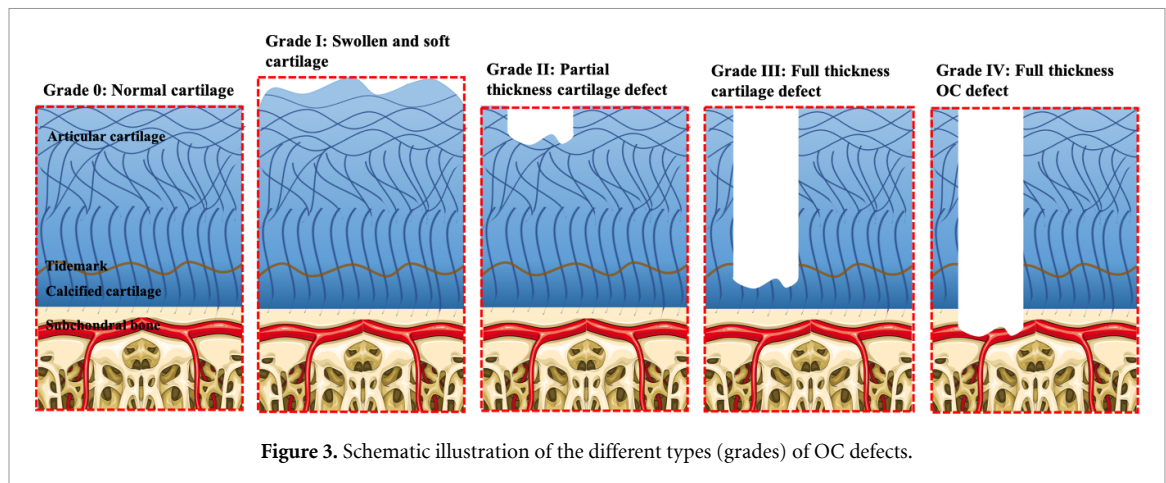 Grade 0: Normal cartilage
Articular cartilage
Tidemark
Calcified cartilage
Subchondral bone
Grade I: Swollen and soft
cartilage
Grade II: Partial
thickness cartilage defect
Grade III: Full thickness
cartilage defect
Grade IV: Full thickness
OC defect
Figure 3. Schematic illustration of the different types (grades) of OC defects.